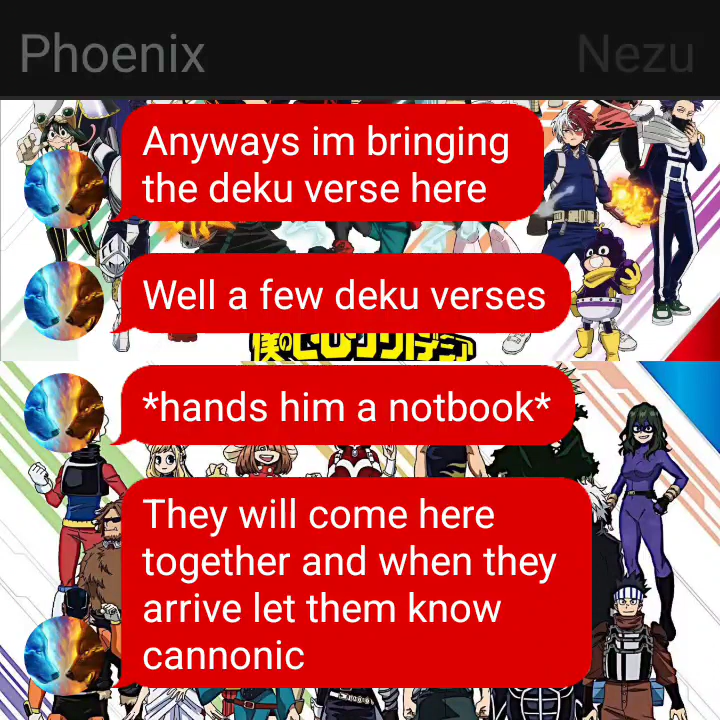 Phoenix
Nezu
Anyways im bringing
the deku verse here
Well a few deku verses
*hands him a notbook*
They will come here
together and when they
arrive let them know
cannonic